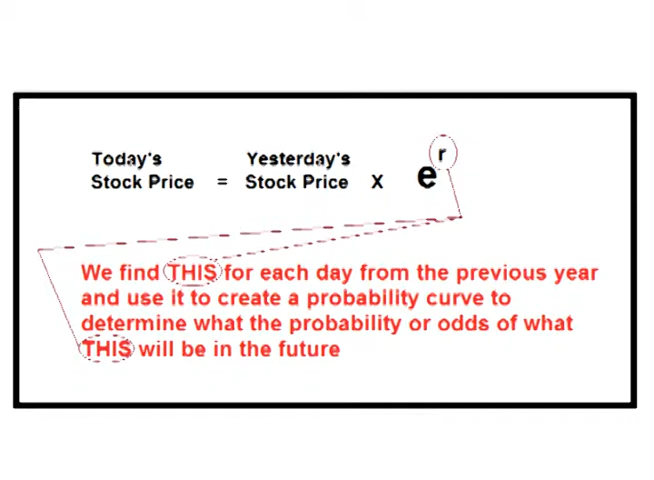 Today's Yesterday's r
Stock Price = Stock Price X e
We find THIS for each day from the previous year
and use it to create a probability curve to
determine what the probability or odds of what
THIS will be in the future